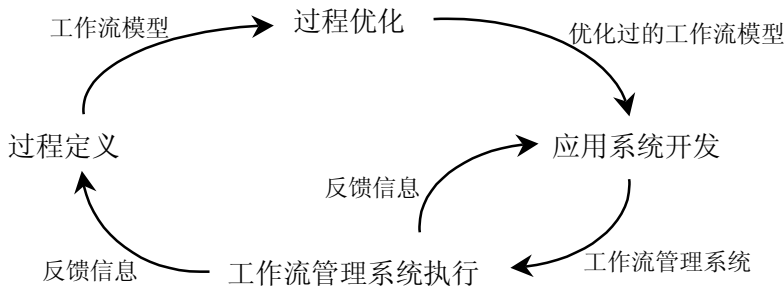 过程优化
工作流模型
优化过的工作流模型
过程定义
应用系统开发
反馈信息
反馈信息
工作流管理系统执行
工作流管理系统